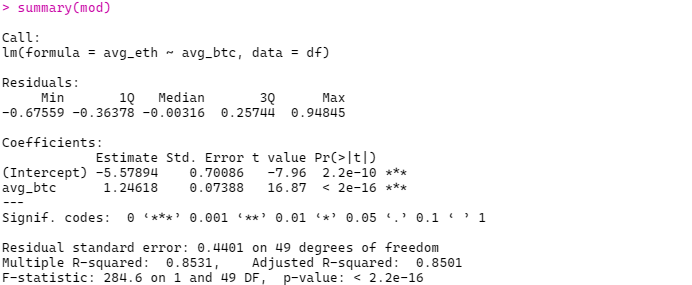 > summary(mod)
Call:
lm(formula = avg_eth ~ avg_btc, data = df)
Residuals:
     Min       1Q   Median       3Q      Max
-0.67559 -0.36378 -0.00316  0.25744  0.94845
Coefficients:
            Estimate Std. Error t value Pr(>|t|)
(Intercept) -5.57894    0.70086   -7.96  2.2e-10 ***
avg_btc      1.24618    0.07388   16.87  < 2e-16 ***
---
Signif. codes:  0 ‘***’ 0.001 ‘**’ 0.01 ‘*’ 0.05 ‘.’ 0.1 ‘ ’ 1
Residual standard error: 0.4401 on 49 degrees of freedom
Multiple R-squared:  0.8531,    Adjusted R-squared:  0.8501
F-statistic: 284.6 on 1 and 49 DF,  p-value: < 2.2e-16